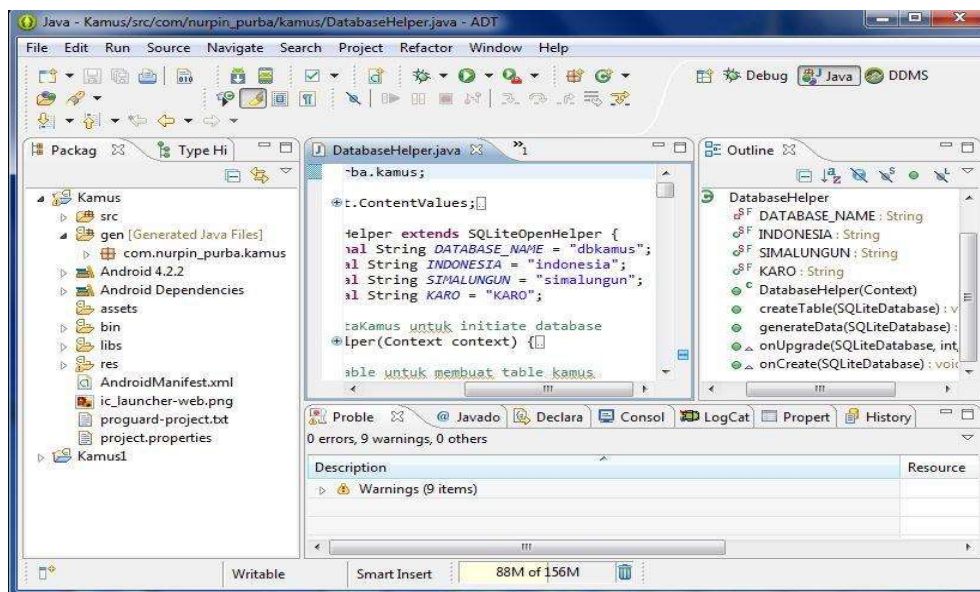 Java - Kamus/src/com/nurpin_purba/kamus/DatabaseHelper.java - ADT
File Edit Run Source Navigate Search Project Refactor Window Help
Debug Java DDMS
Packag Type Hi
Kamus
src
gen [Generated Java Files]
com.nurpin_purba.kamus
Android 4.2.2
Android Dependencies
assets
bin
libs
res
AndroidManifest.xml
ic_launcher-web.png
proguard-project.txt
project.properties
Kamus1
DatabaseHelper.java »1
rba.kamus;
t.ContentValues;
Helper extends SQLiteOpenHelper {
nal String DATABASE_NAME = "dbkamus";
al String INDONESIA = "indonesia";
al String SIMALUNGUN = "simalungun";
al String KARO = "KARO";
taKamus untuk initiate database
lper(Context context) {
able untuk membuat table kamus
Outline
DatabaseHelper
DATABASE_NAME : String
INDONESIA : String
SIMALUNGUN : String
KARO : String
DatabaseHelper(Context)
createTable(SQLiteDatabase) : v
generateData(SQLiteDatabase) :
onUpgrade(SQLiteDatabase, int,
onCreate(SQLiteDatabase) : void
Proble @ Javado Declara Consol LogCat Propert History
0 errors, 9 warnings, 0 others
Description Resource
Warnings (9 items)
Writable Smart Insert 88M of 156M